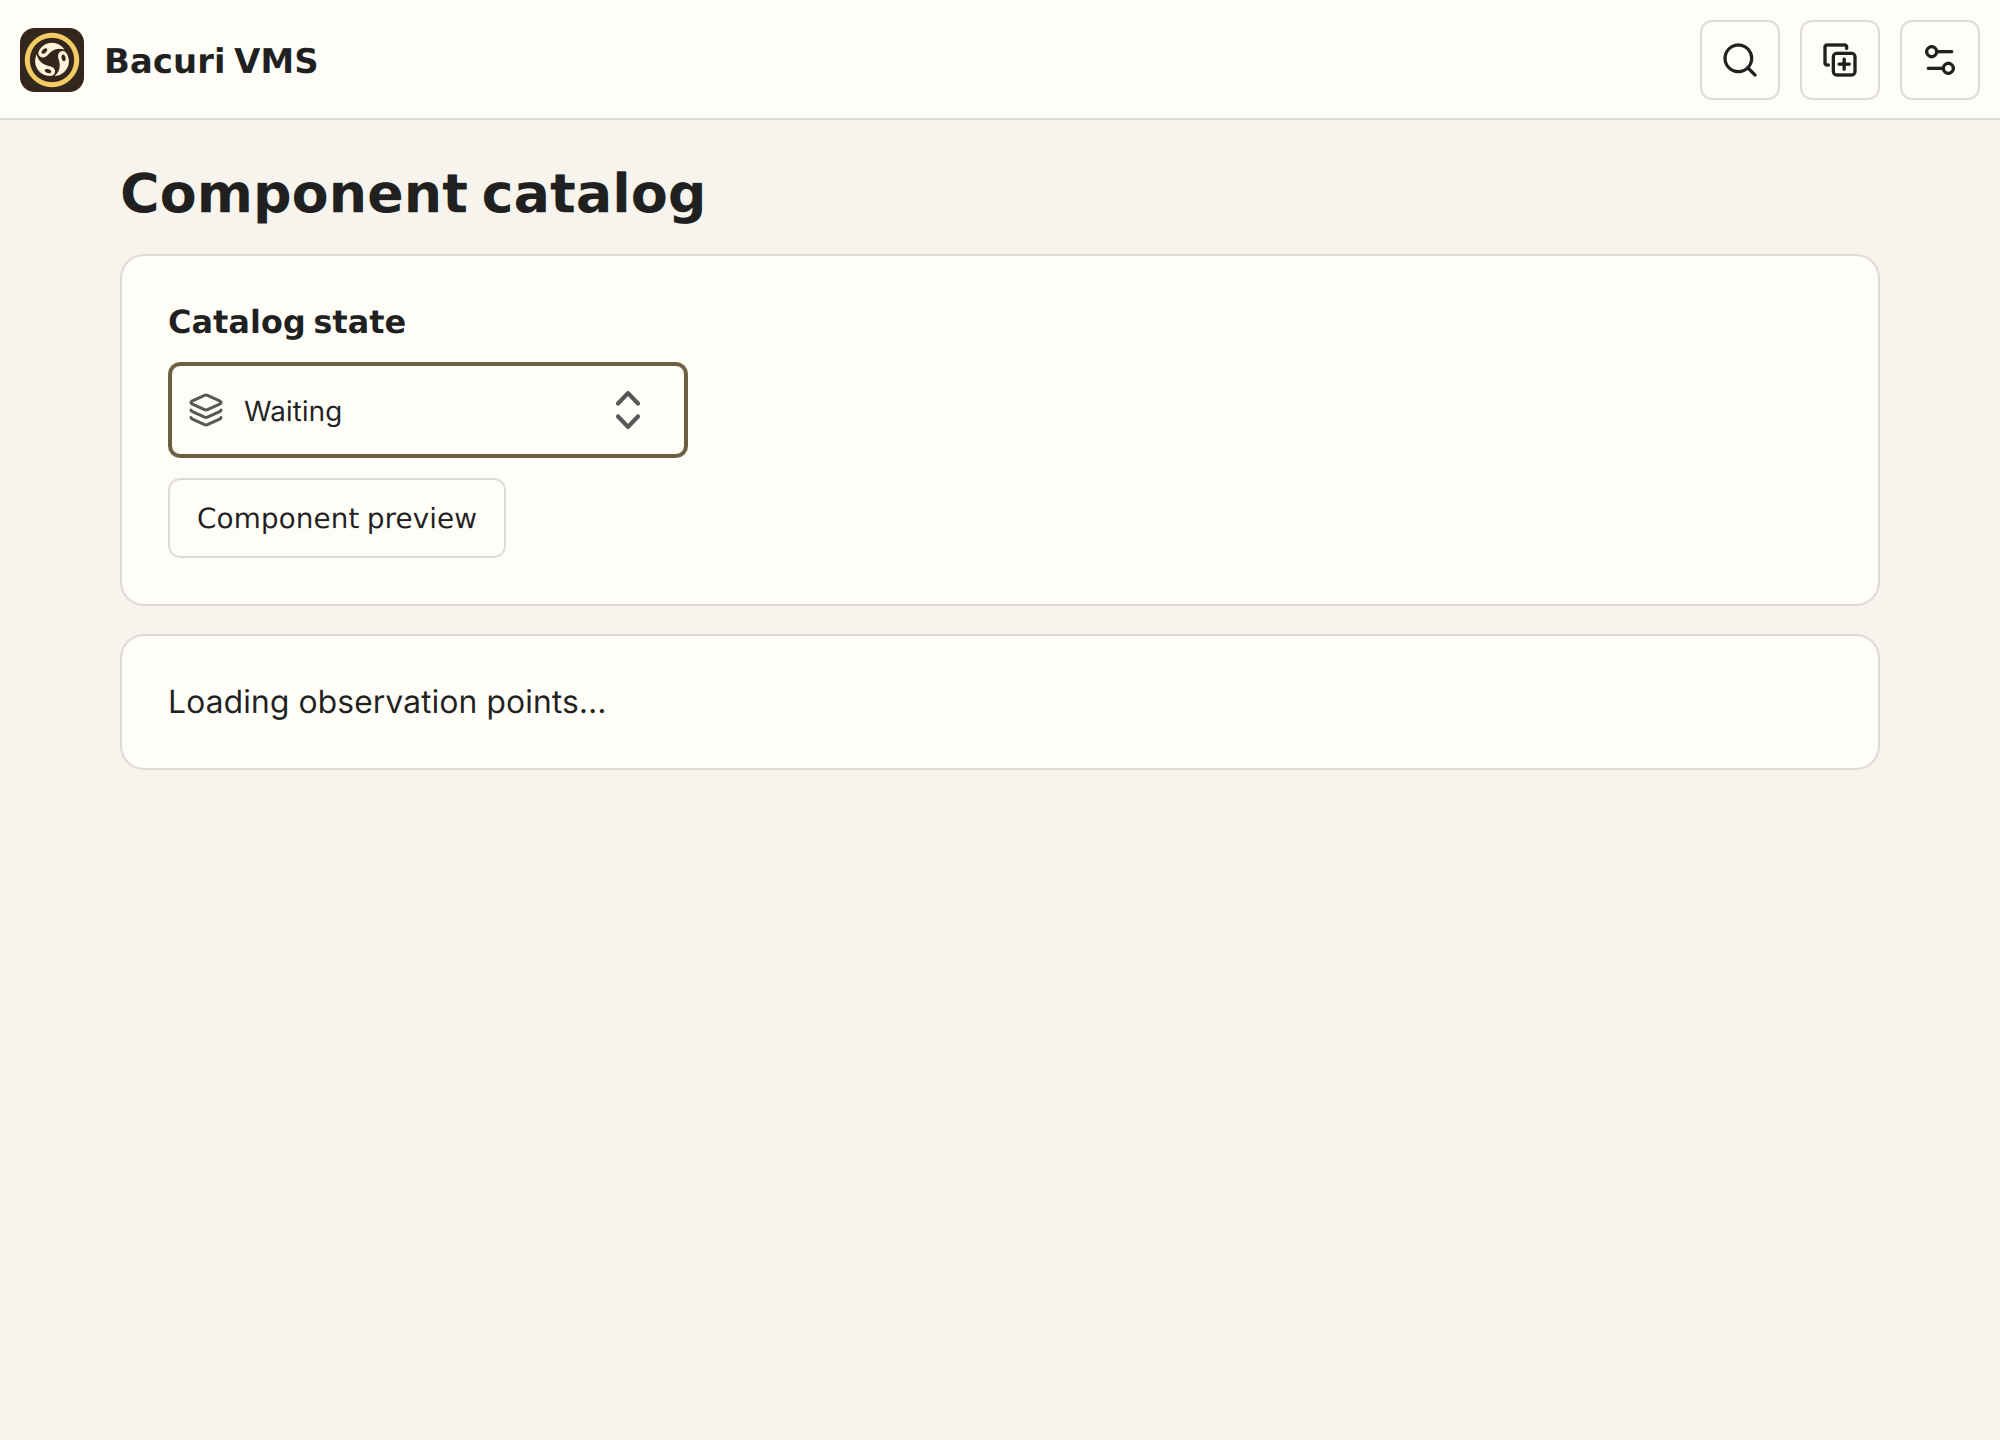 Bacuri VMS
Component catalog
Catalog state
Waiting
Component preview
Loading observation points...